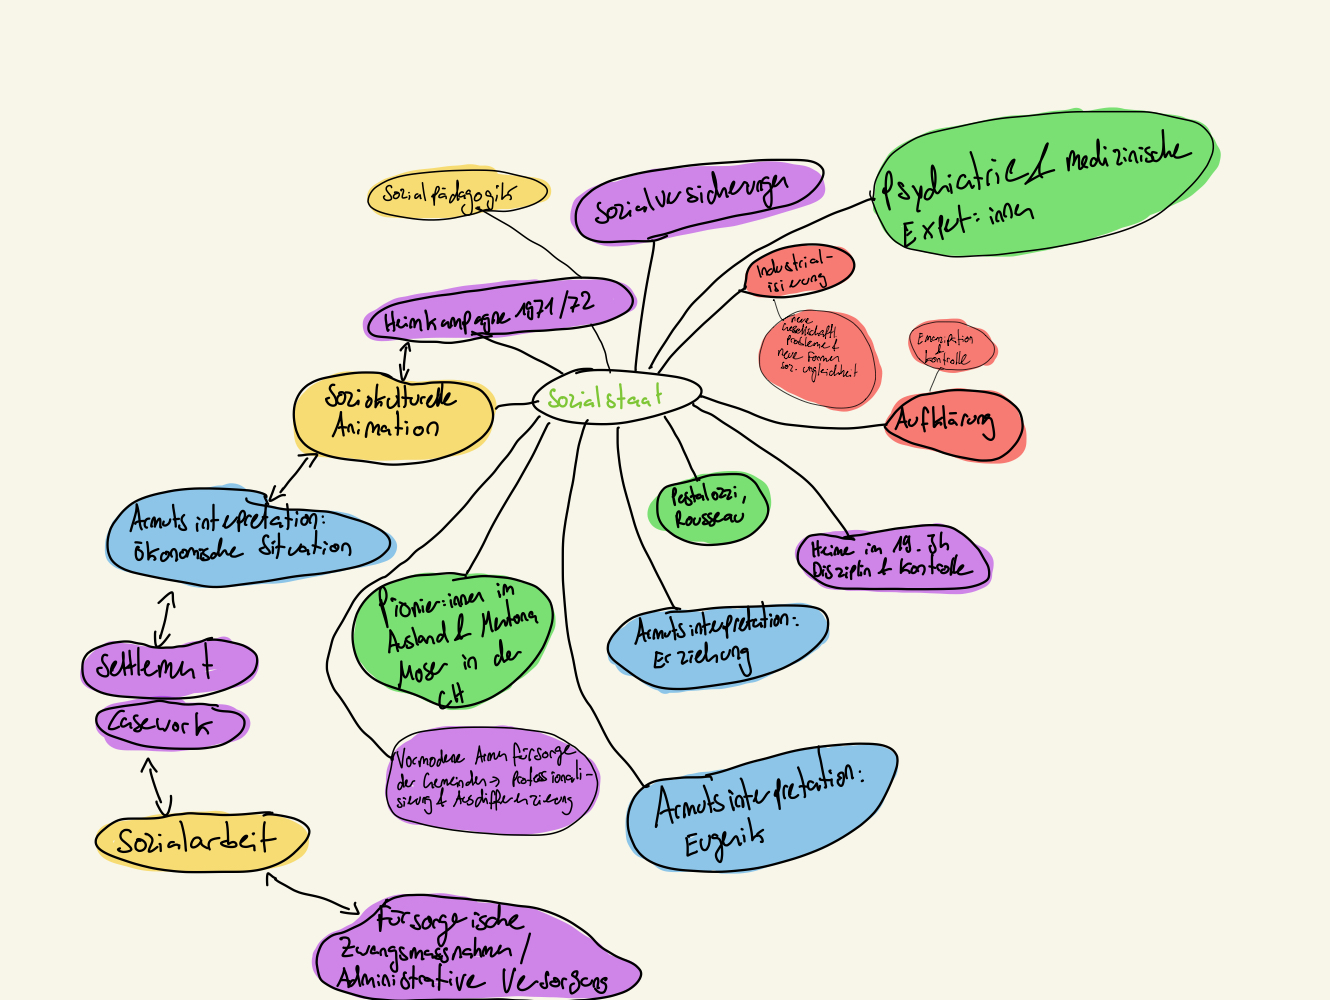 Psychiatrie & medizinische
Expert:innen
Sozialpädagogik
Sozialversicherungen
Industrial-
isierung
Heimkampagne 1971/72
neue
Gesellschaftl
Probleme &
neue Formen
soz. ungleichheit
Emanzipation
&
Kontrolle
Soziokulturelle
Animation
Sozialstaat
Aufklärung
Pestalozzi,
Rousseau
Armutsinterpretation:
ökonomische Situation
Heime im 19. Jh
Disziplin & Kontrolle
Pionier:innen im
Ausland & Mentona
Moser in der
CH
Armutsinterpretation:
Erziehung
Settlement
Casework
Vormoderne Armenfürsorge
der Gemeinden → Professionali-
sierung & Ausdifferenzierung
Armutsinterpretation:
Eugenik
Sozialarbeit
Fürsorgerische
Zwangsmassnahmen /
Administrative Versorgung